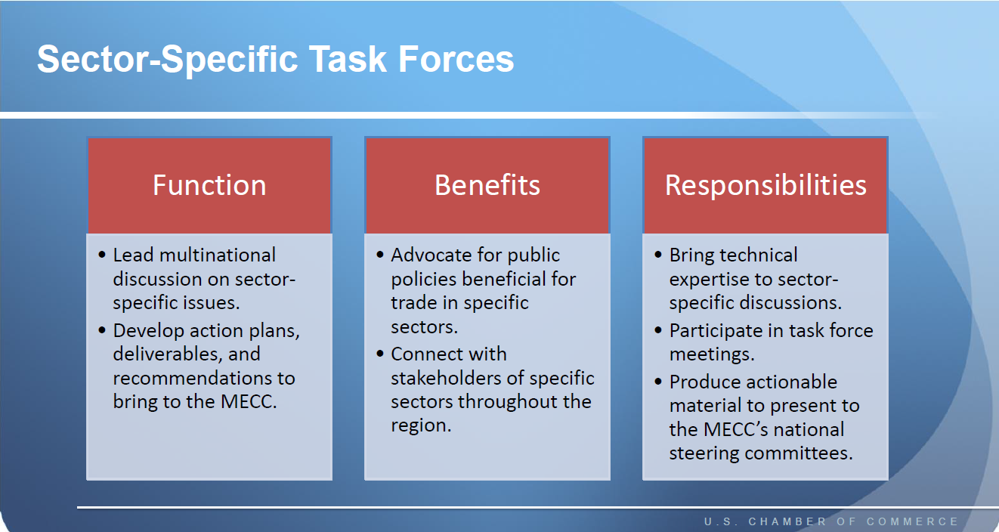 Sector-Specific Task Forces
Function
• Lead multinational
discussion on sector-
specific issues.
• Develop action plans,
deliverables, and
recommendations to
bring to the MECC.
Benefits
• Advocate for public
policies beneficial for
trade in specific
sectors.
• Connect with
stakeholders of specific
sectors throughout the
region.
Responsibilities
• Bring technical
expertise to sector-
specific discussions.
• Participate in task force
meetings.
• Produce actionable
material to present to
the MECC’s national
steering committees.
U.S. CHAMBER OF COMMERCE